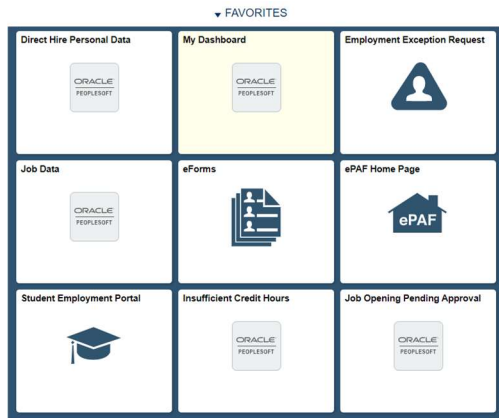 FAVORITES
Direct Hire Personal Data
ORACLE
PEOPLESOFT
My Dashboard
ORACLE
PEOPLESOFT
Employment Exception Request
Job Data
ORACLE
PEOPLESOFT
eForms
ePAF Home Page
ePAF
Student Employment Portal
Insufficient Credit Hours
ORACLE
PEOPLESOFT
Job Opening Pending Approval
ORACLE
PEOPLESOFT